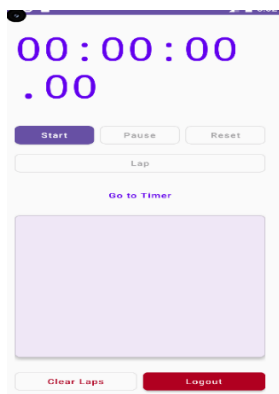 00:00:00
.00
Start Pause Reset
Lap
Go to Timer
Clear Laps Logout